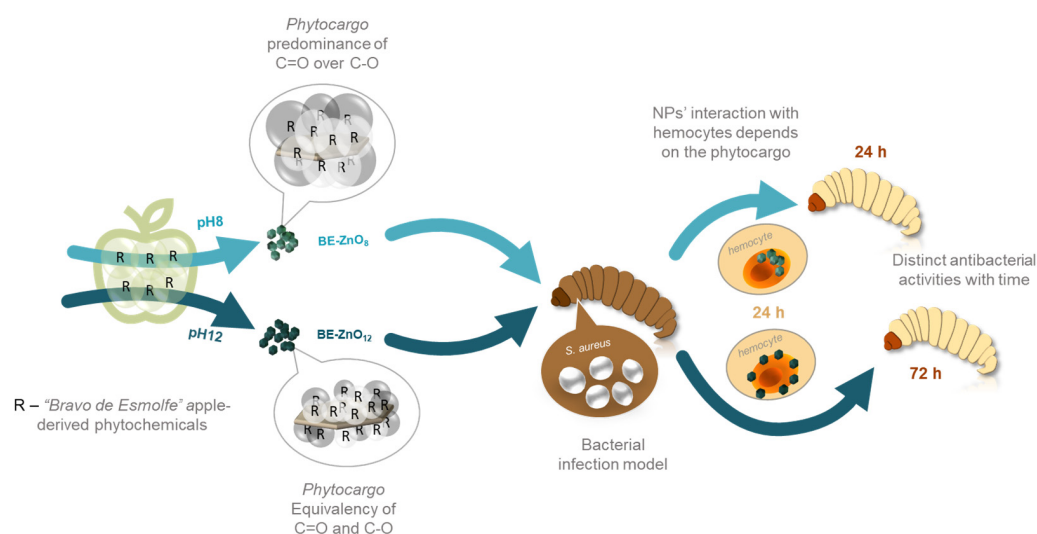 Phytocargo
predominance of
C=O over C-O
R
R
R
R
R
R
R
R
R
pH8
BE-ZnO₈
R R R
R R R
pH12
BE-ZnO₁₂
R – "Bravo de Esmolfe" apple-
derived phytochemicals
Phytocargo
Equivalency of
C=O and C-O
S. aureus
Bacterial
infection model
NPs' interaction with
hemocytes depends
on the phytocargo
24 h
hemocyte
24 h
hemocyte
Distinct antibacterial
activities with time
72 h